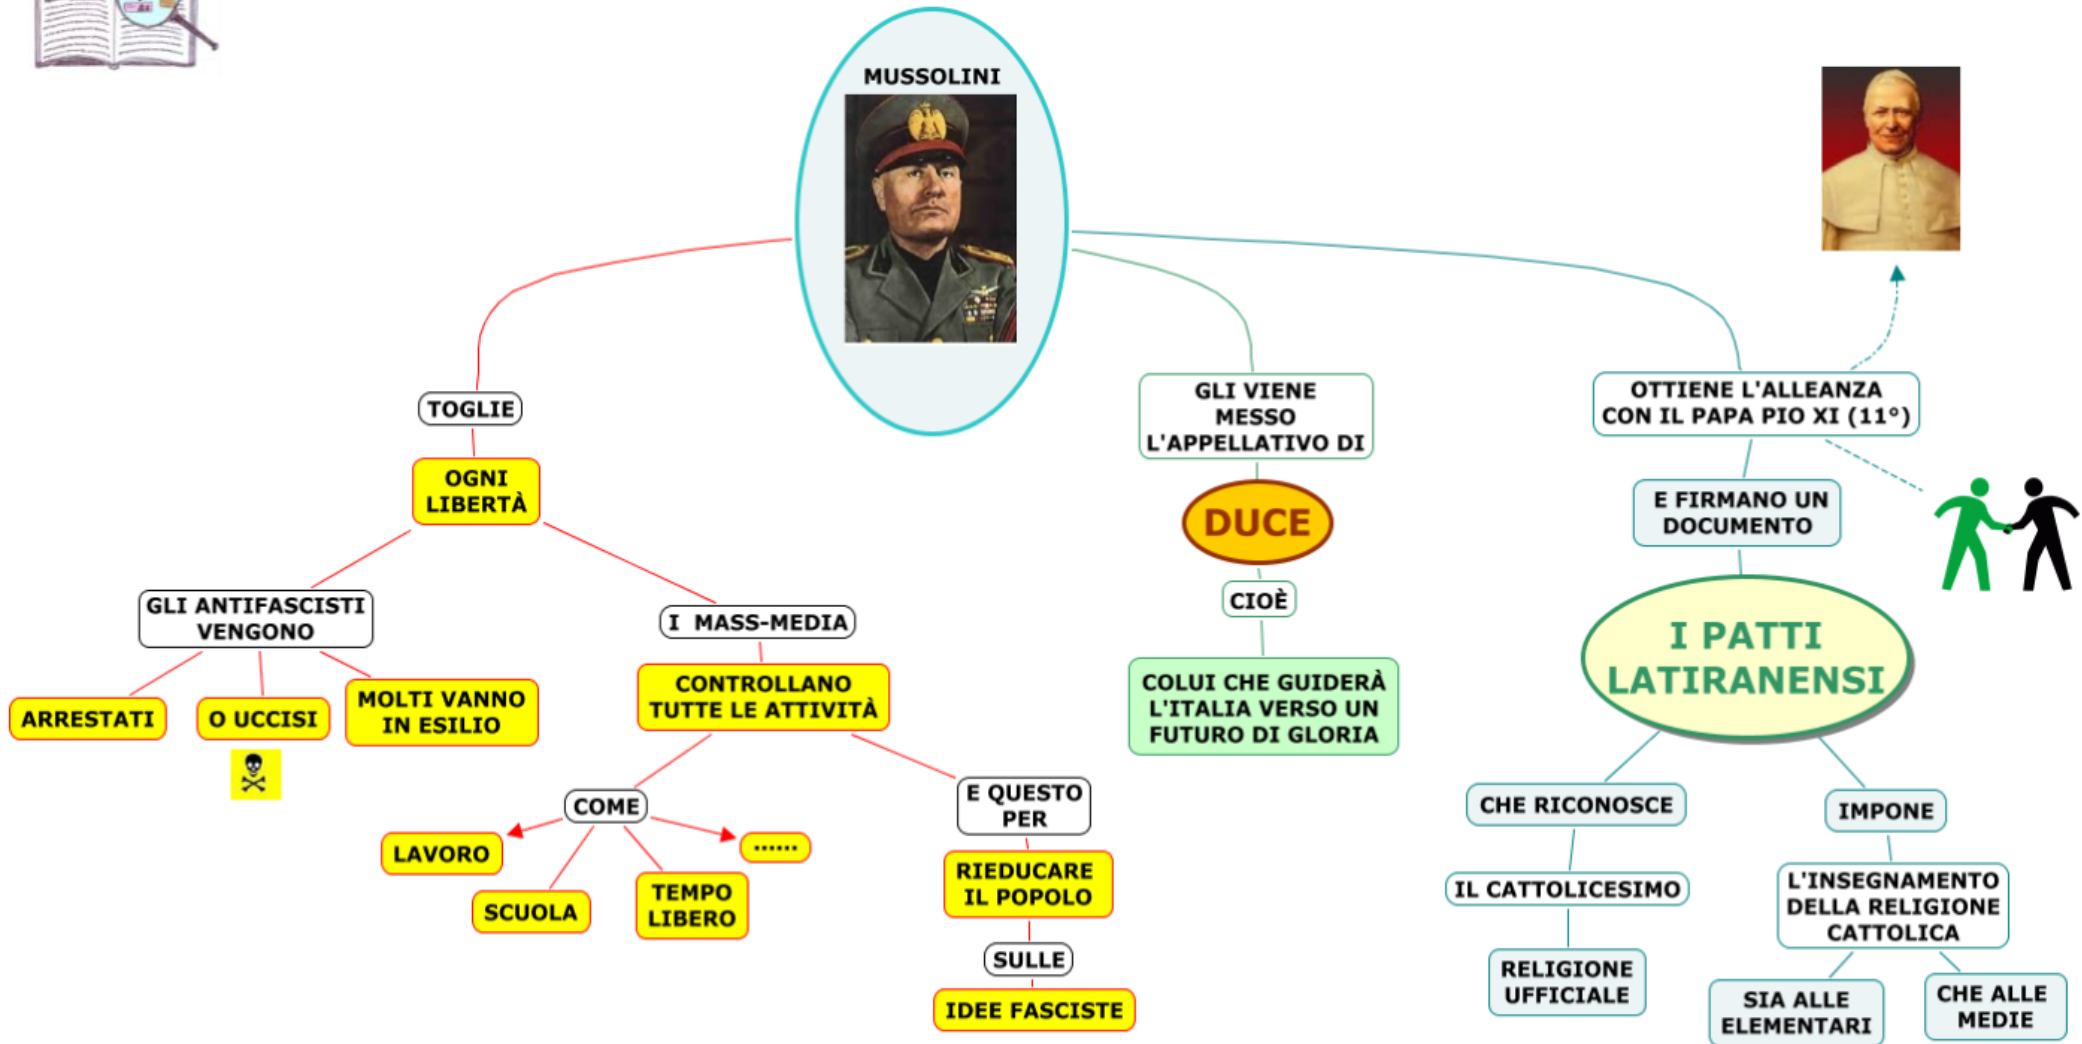 MUSSOLINI
TOGLIE
OGNI
LIBERTÀ
GLI ANTIFASCISTI
VENGONO
ARRESTATI
O UCCISI
MOLTI VANNO
IN ESILIO
I MASS-MEDIA
CONTROLLANO
TUTTE LE ATTIVITÀ
COME
LAVORO
SCUOLA
TEMPO
LIBERO
......
E QUESTO
PER
RIEDUCARE
IL POPOLO
SULLE
IDEE FASCISTE
GLI VIENE
MESSO
L'APPELLATIVO DI
DUCE
CIOÈ
COLUI CHE GUIDERÀ
L'ITALIA VERSO UN
FUTURO DI GLORIA
OTTIENE L'ALLEANZA
CON IL PAPA PIO XI (11°)
E FIRMANO UN
DOCUMENTO
I PATTI
LATIRANENSI
CHE RICONOSCE
IL CATTOLICESIMO
RELIGIONE
UFFICIALE
IMPONE
L'INSEGNAMENTO
DELLA RELIGIONE
CATTOLICA
SIA ALLE
ELEMENTARI
CHE ALLE
MEDIE